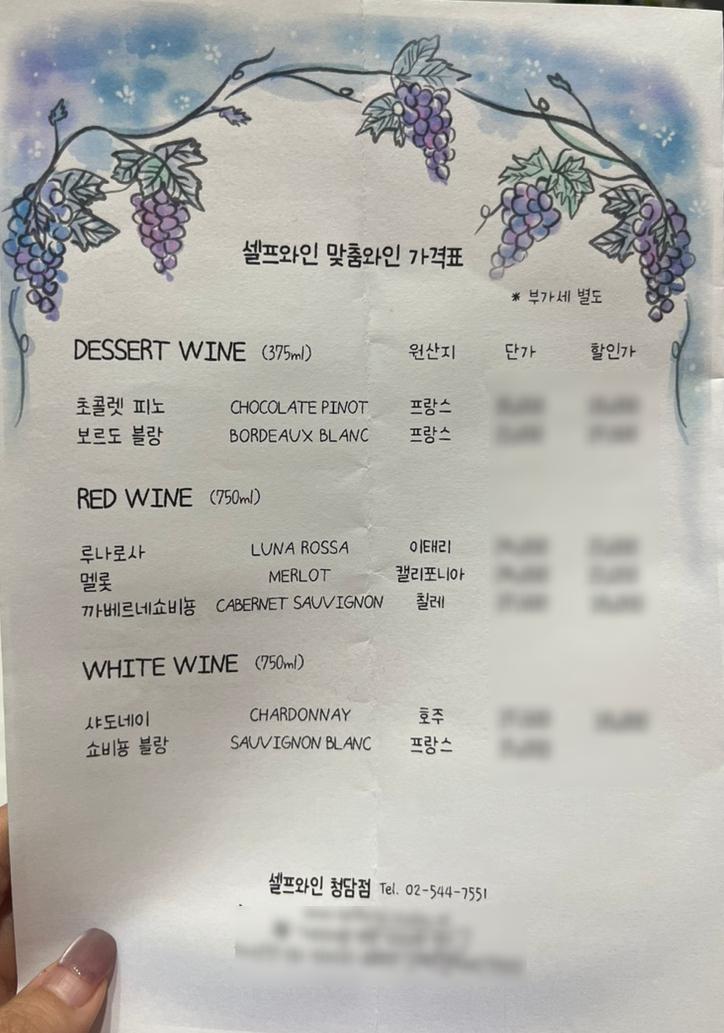 셀프와인 맞춤와인 가격표
* 부가세 별도
DESSERT WINE (375ml) 원산지 단가 할인가
초콜렛 피노 CHOCOLATE PINOT 프랑스
보르도 블랑 BORDEAUX BLANC 프랑스
RED WINE (750ml)
루나로사 LUNA ROSSA 이태리
멜롯 MERLOT 캘리포니아
까베르네쇼비뇽 CABERNET SAUVIGNON 칠레
WHITE WINE (750ml)
샤도네이 CHARDONNAY 호주
쇼비뇽 블랑 SAUVIGNON BLANC 프랑스
셀프와인 청담점 Tel. 02-544-7551